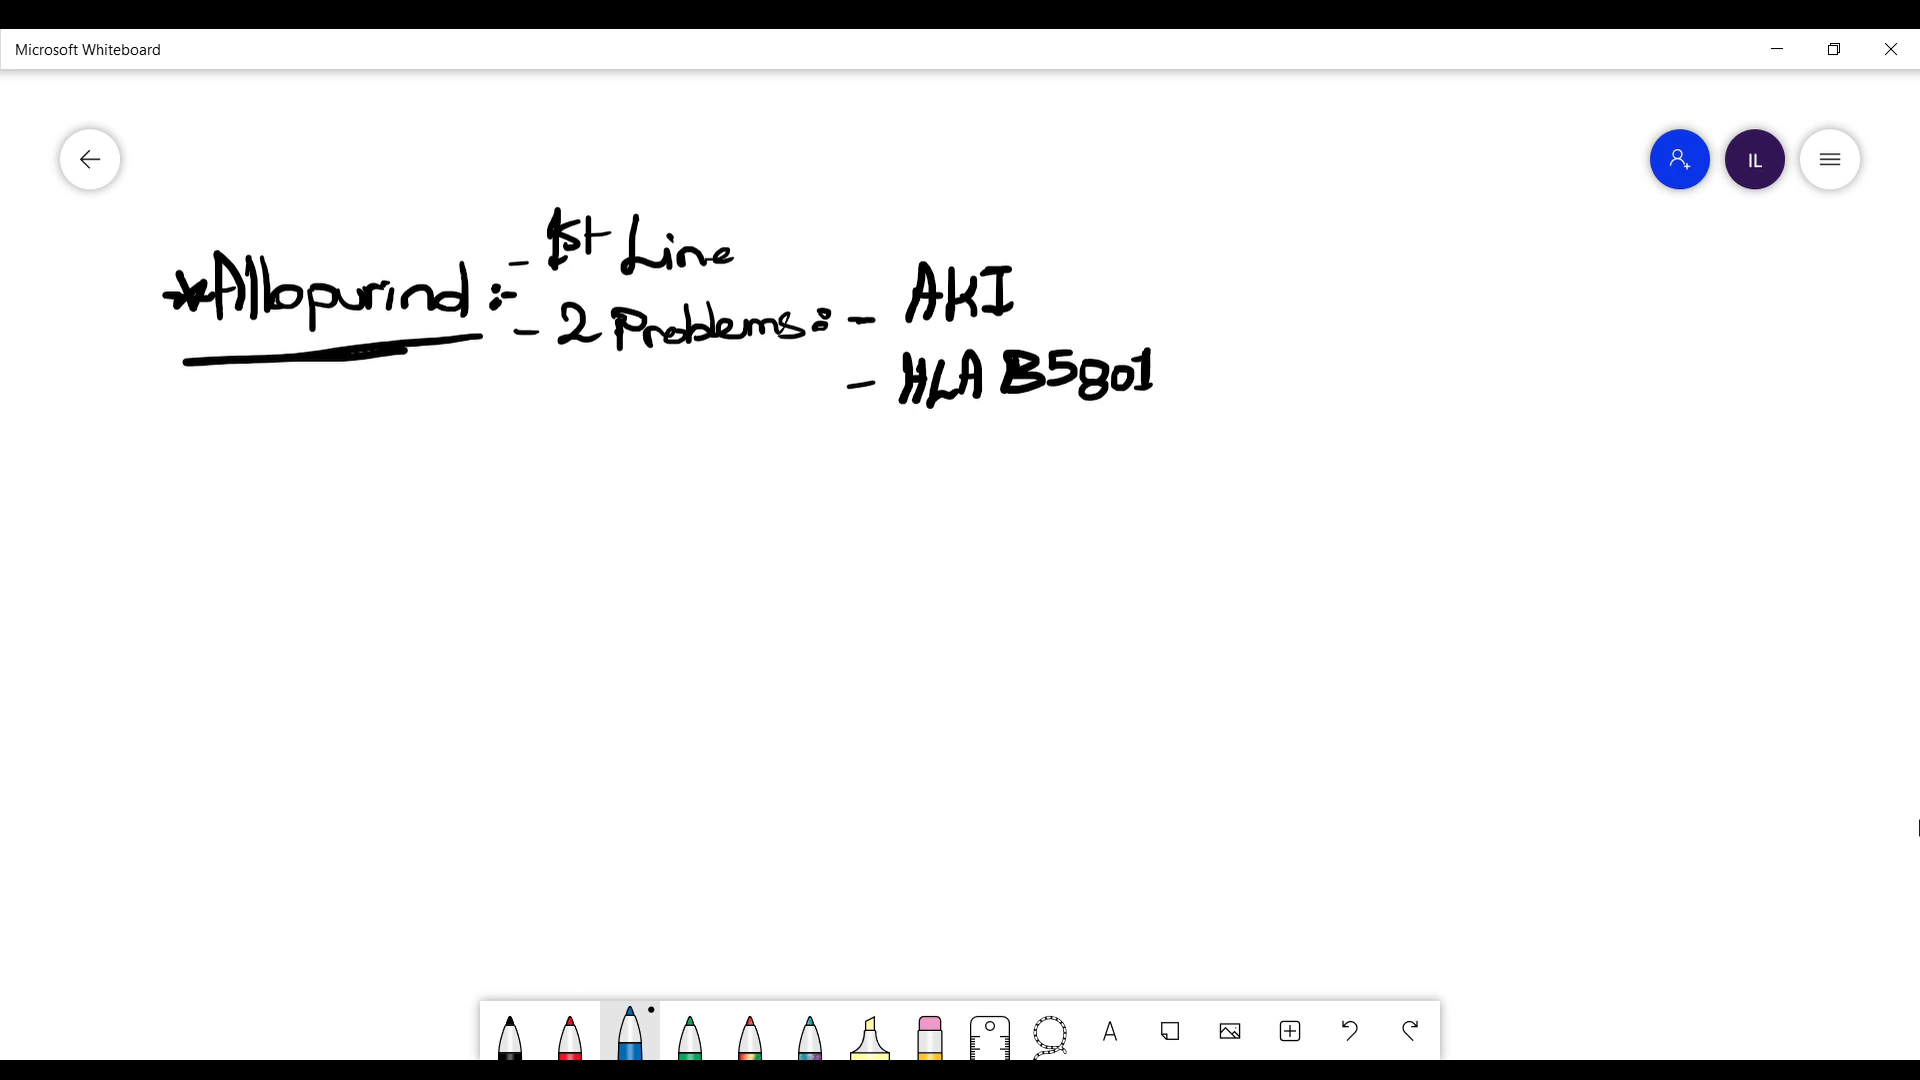 Microsoft Whiteboard
IL
*Allopurinol :-
- 1st Line
- 2 Problems: - AKI
- HLA B5801
A